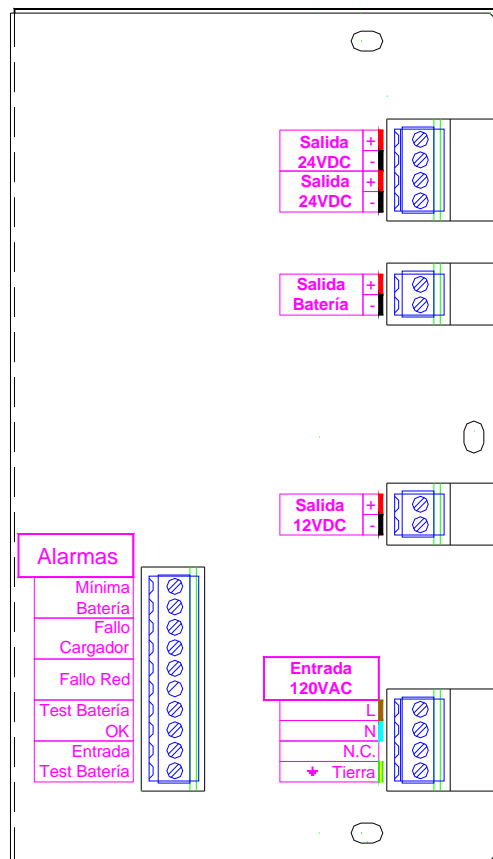 Salida +
24VDC -
Salida +
24VDC -
Salida +
Batería -
Salida +
12VDC -
Alarmas
Mínima
Batería
Fallo
Cargador
Fallo Red
Test Batería
OK
Entrada
Test Batería
Entrada
120VAC
L
N
N.C.
Tierra